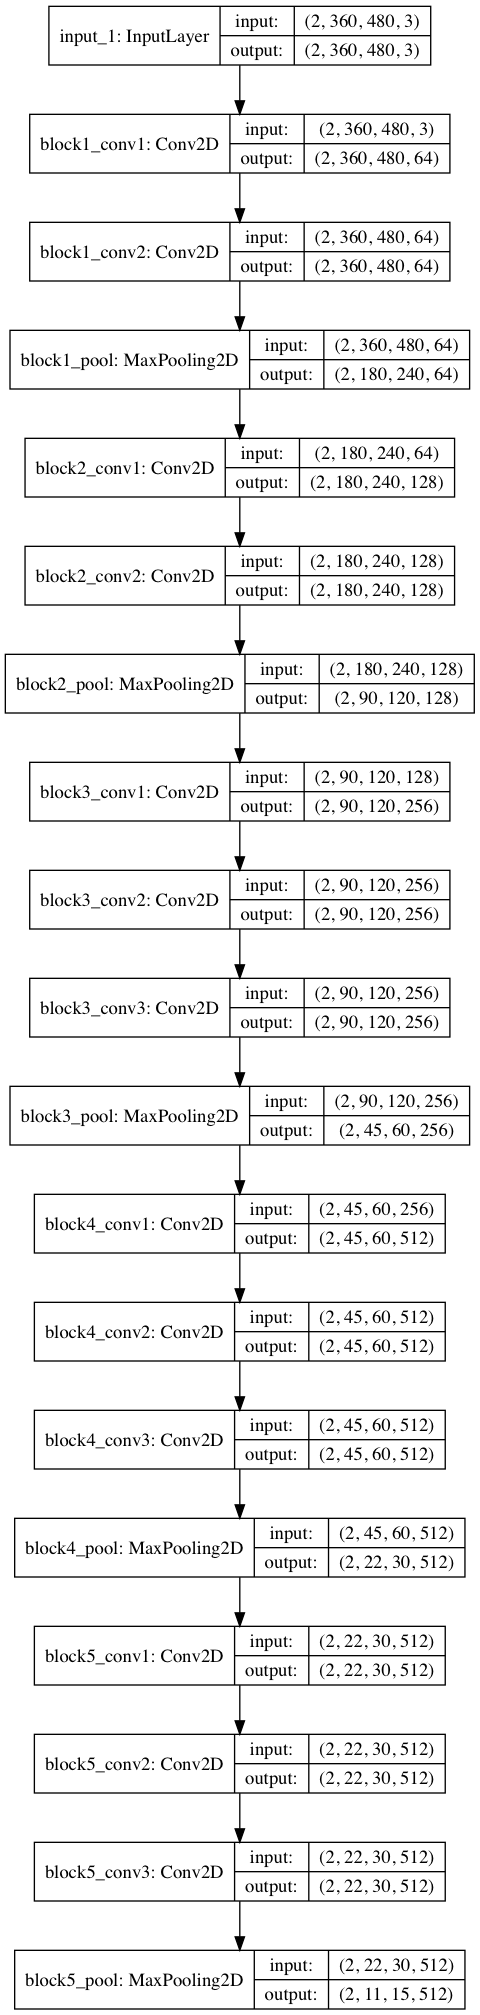 input_1: InputLayer
input: (2, 360, 480, 3)
output: (2, 360, 480, 3)
block1_conv1: Conv2D
input: (2, 360, 480, 3)
output: (2, 360, 480, 64)
block1_conv2: Conv2D
input: (2, 360, 480, 64)
output: (2, 360, 480, 64)
block1_pool: MaxPooling2D
input: (2, 360, 480, 64)
output: (2, 180, 240, 64)
block2_conv1: Conv2D
input: (2, 180, 240, 64)
output: (2, 180, 240, 128)
block2_conv2: Conv2D
input: (2, 180, 240, 128)
output: (2, 180, 240, 128)
block2_pool: MaxPooling2D
input: (2, 180, 240, 128)
output: (2, 90, 120, 128)
block3_conv1: Conv2D
input: (2, 90, 120, 128)
output: (2, 90, 120, 256)
block3_conv2: Conv2D
input: (2, 90, 120, 256)
output: (2, 90, 120, 256)
block3_conv3: Conv2D
input: (2, 90, 120, 256)
output: (2, 90, 120, 256)
block3_pool: MaxPooling2D
input: (2, 90, 120, 256)
output: (2, 45, 60, 256)
block4_conv1: Conv2D
input: (2, 45, 60, 256)
output: (2, 45, 60, 512)
block4_conv2: Conv2D
input: (2, 45, 60, 512)
output: (2, 45, 60, 512)
block4_conv3: Conv2D
input: (2, 45, 60, 512)
output: (2, 45, 60, 512)
block4_pool: MaxPooling2D
input: (2, 45, 60, 512)
output: (2, 22, 30, 512)
block5_conv1: Conv2D
input: (2, 22, 30, 512)
output: (2, 22, 30, 512)
block5_conv2: Conv2D
input: (2, 22, 30, 512)
output: (2, 22, 30, 512)
block5_conv3: Conv2D
input: (2, 22, 30, 512)
output: (2, 22, 30, 512)
block5_pool: MaxPooling2D
input: (2, 22, 30, 512)
output: (2, 11, 15, 512)